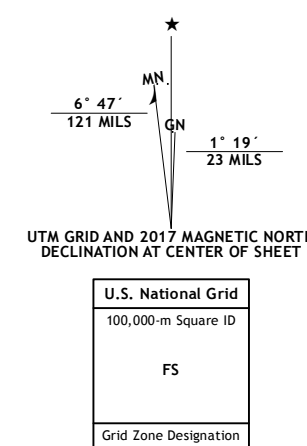 ★
MN
6° 47´
121 MILS
GN
1° 19´
23 MILS
UTM GRID AND 2017 MAGNETIC NORT
DECLINATION AT CENTER OF SHEET
U.S. National Grid
100,000-m Square ID
FS
Grid Zone Designation